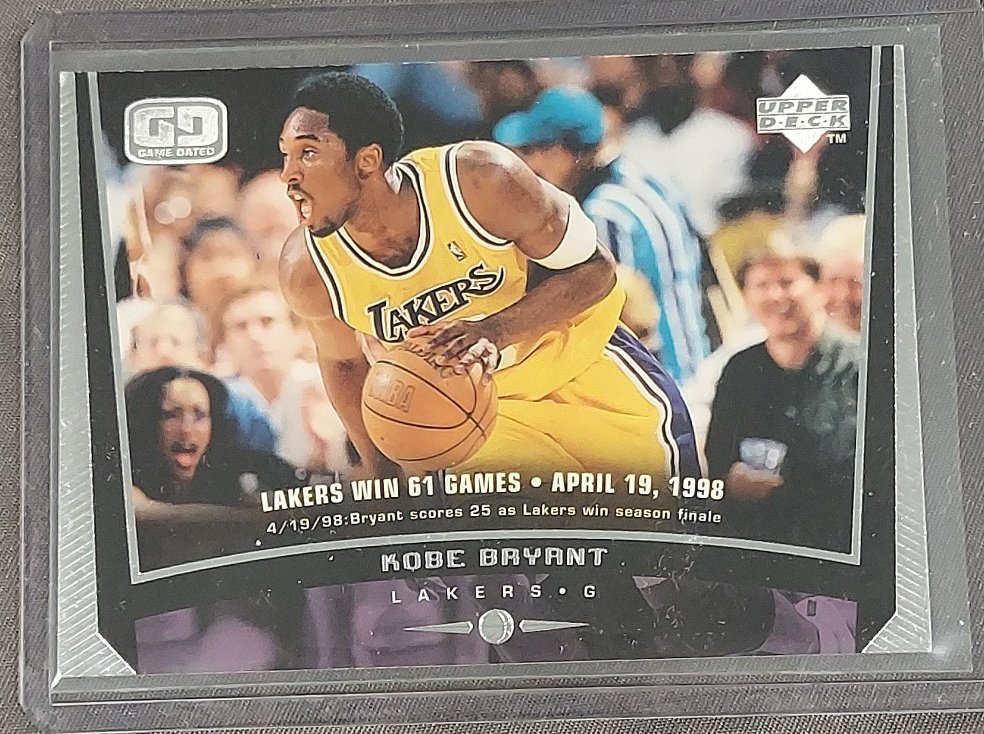 GD
GAME DATED
UPPER
D·E·C·K
TM
LAKERS
NBA
LAKERS WIN 61 GAMES • APRIL 19, 1998
4/19/98:Bryant scores 25 as Lakers win season finale
KOBE BRYANT
LAKERS•G